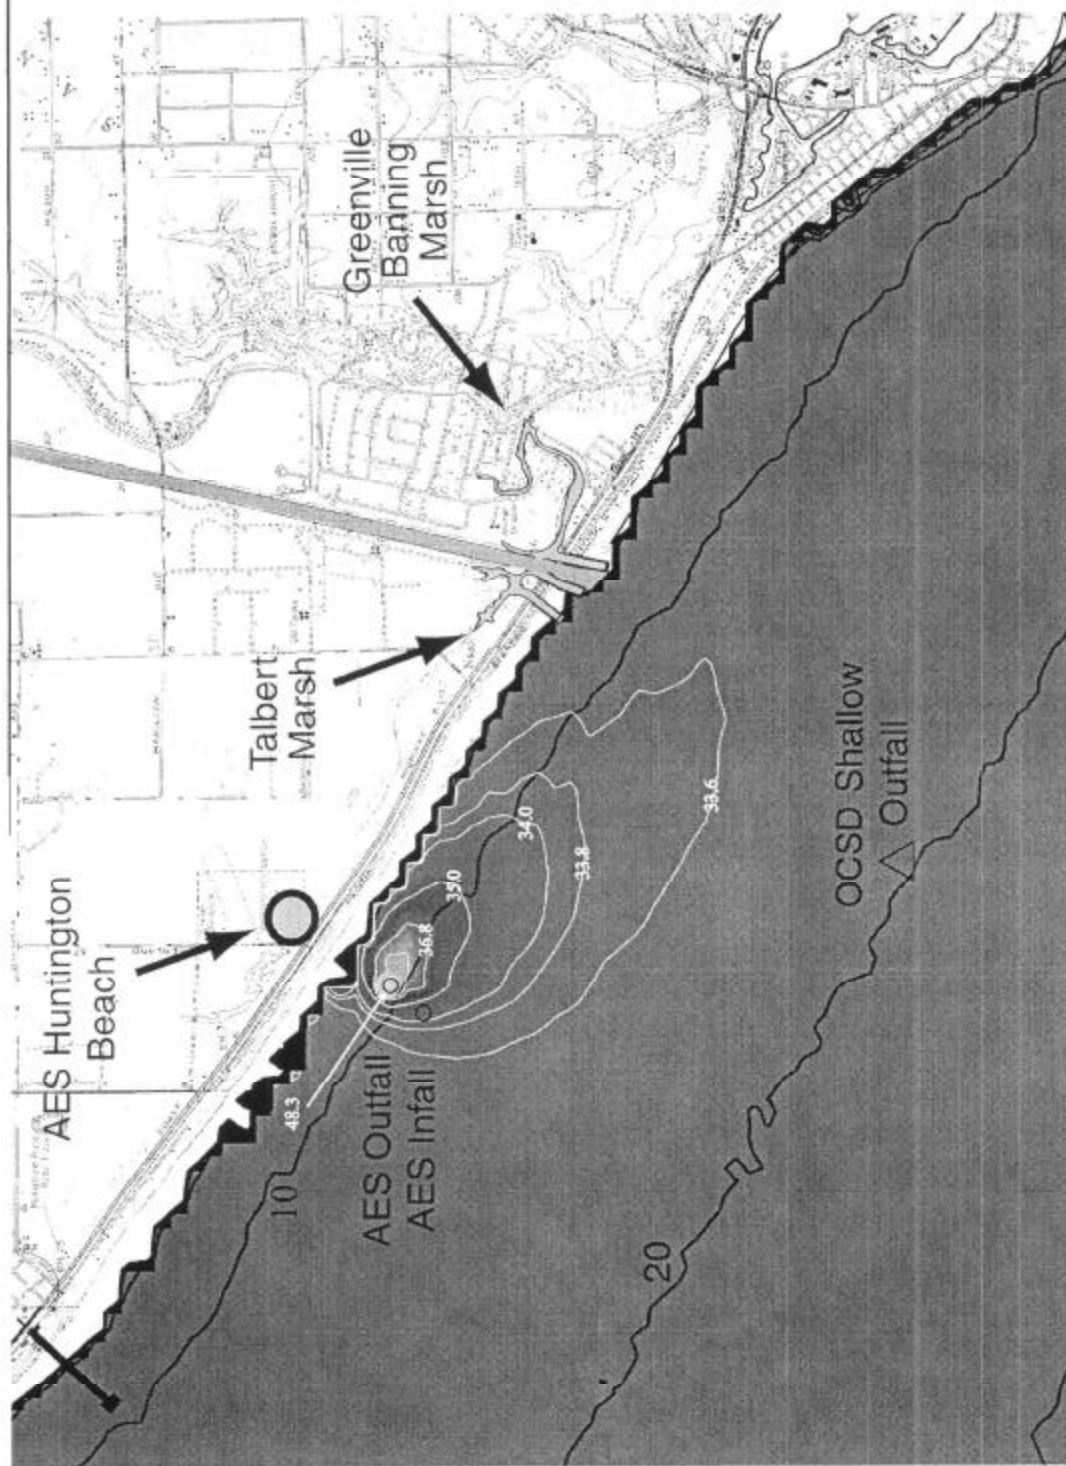 AES Huntington
Beach
Talbert
Marsh
Greenville
Banning
Marsh
48.3
10
AES Outfall
AES Infall
36.8
35.0
34.0
33.8
33.6
20
OCSD Shallow
Outfall